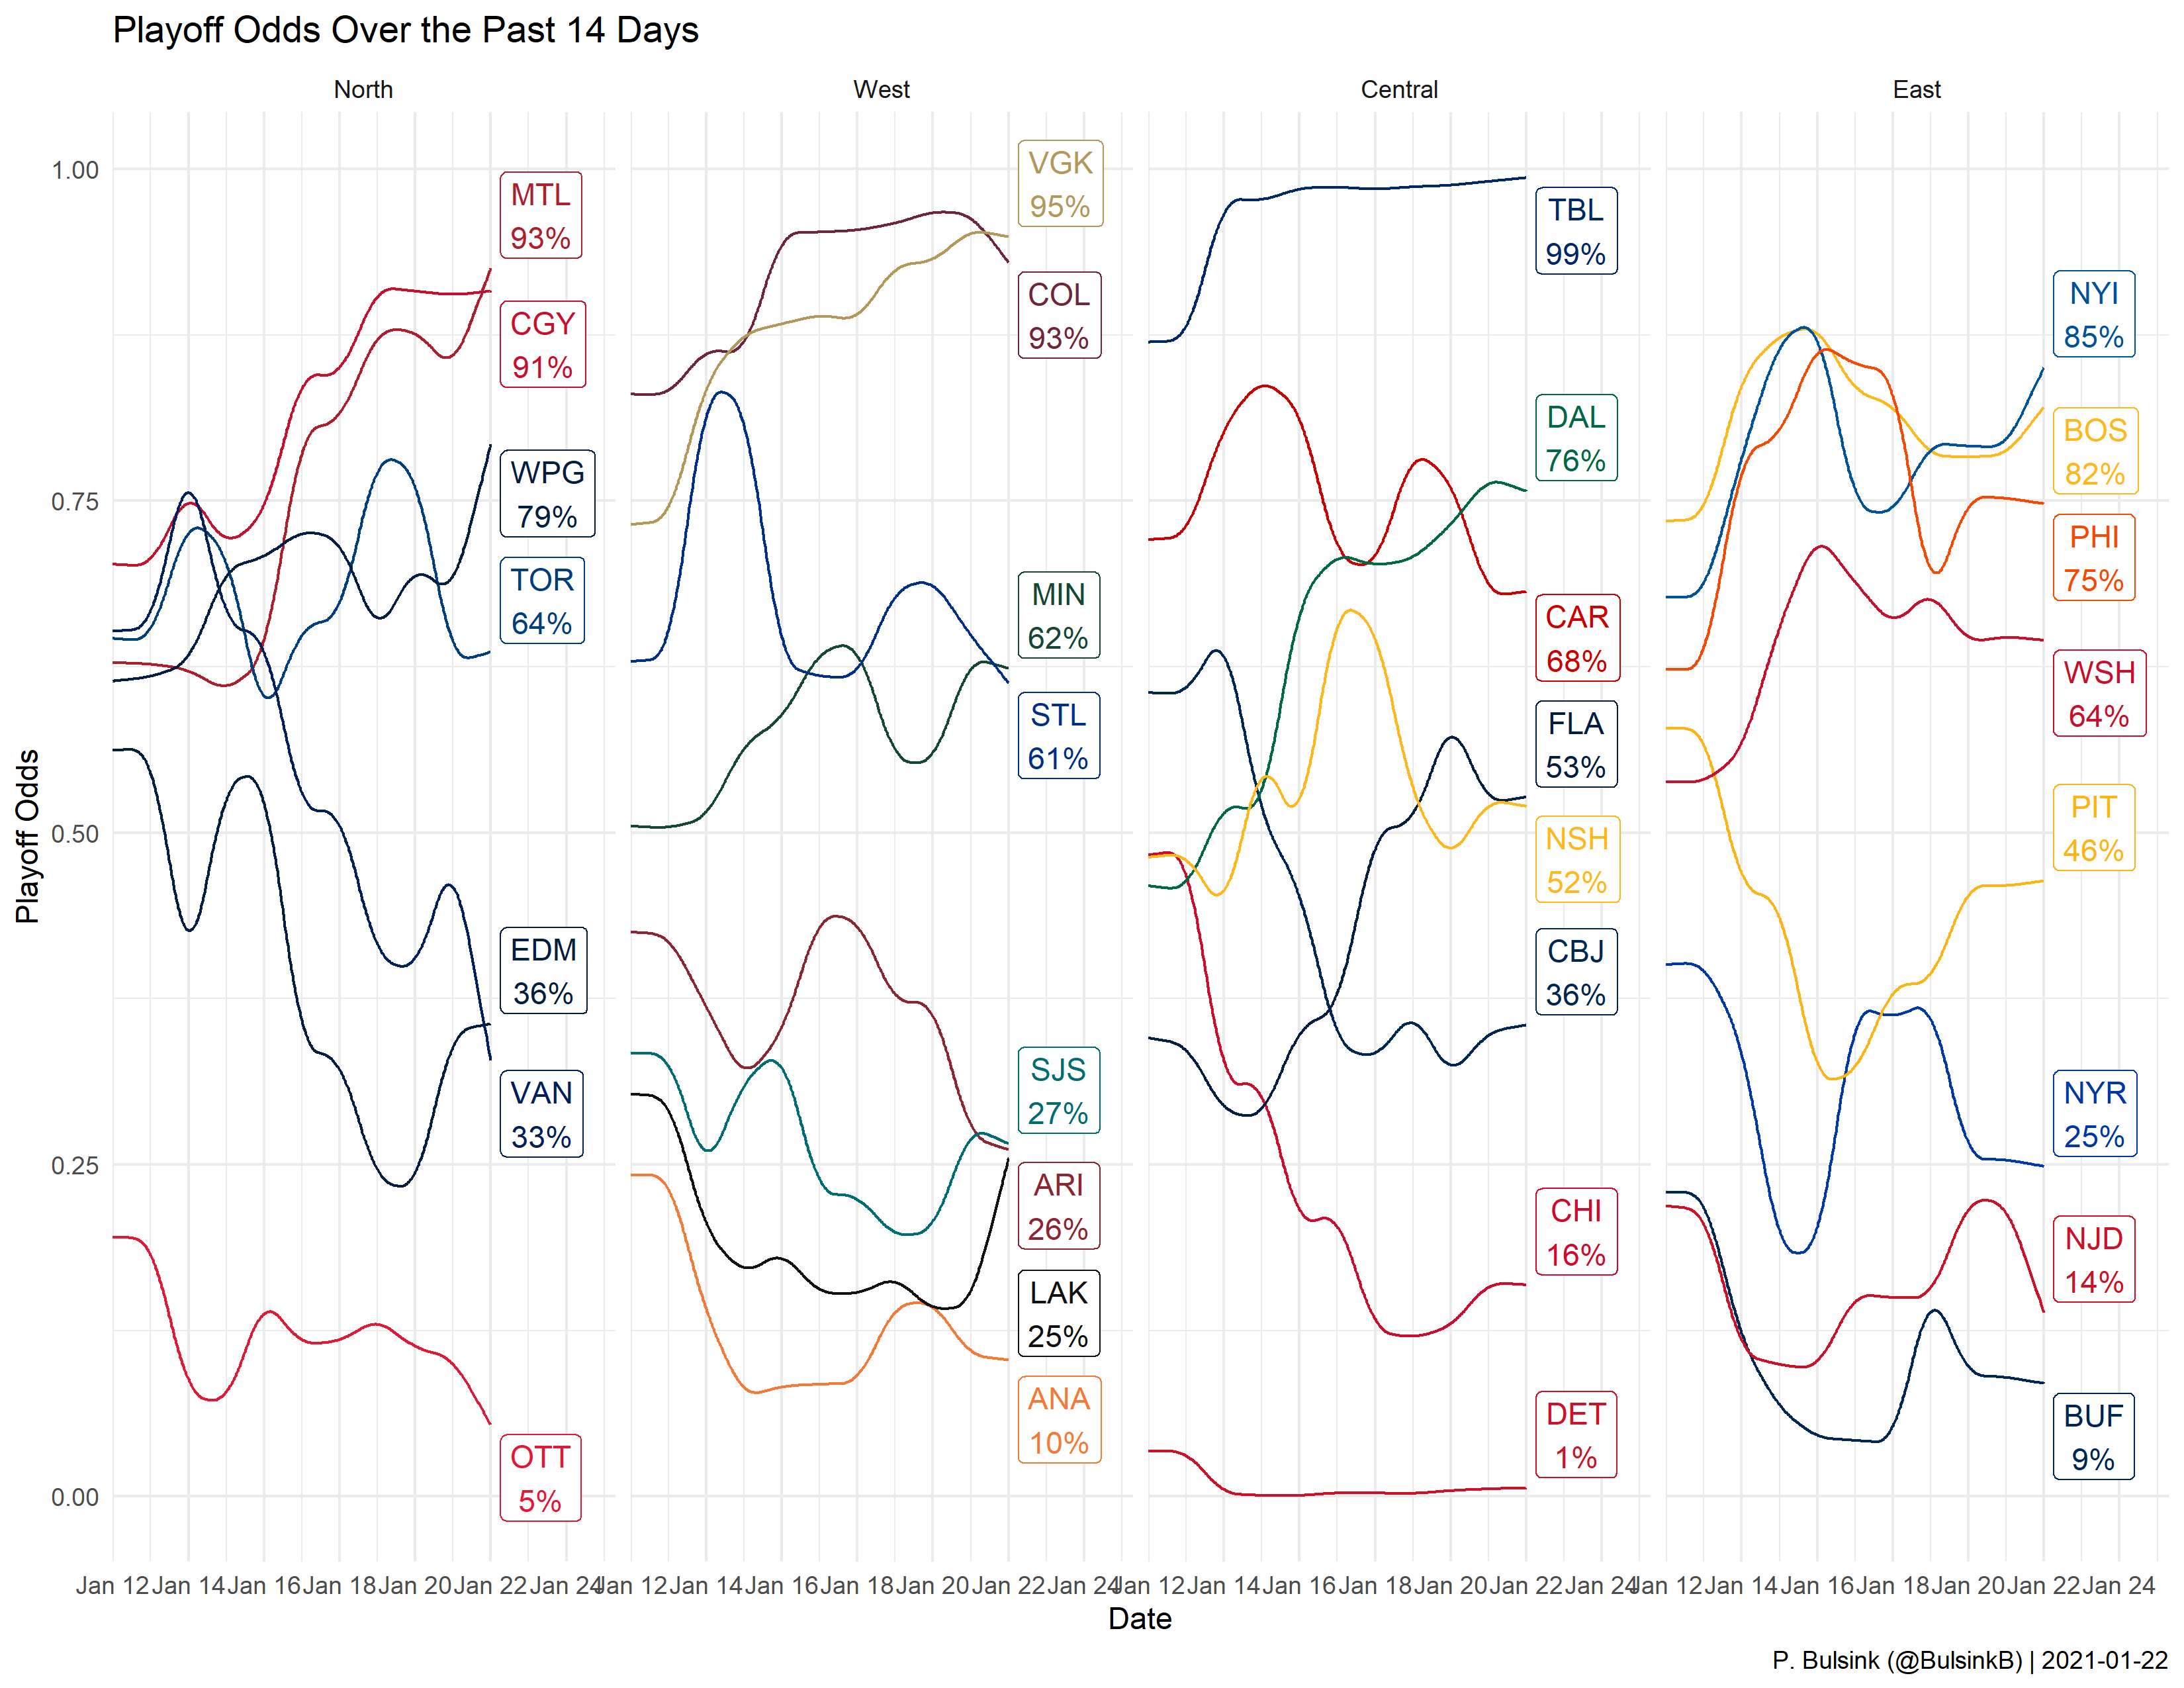 Playoff Odds Over the Past 14 Days
North
West
Central
East
Playoff Odds
1.00
0.75
0.50
0.25
0.00
MTL
93%
CGY
91%
WPG
79%
TOR
64%
EDM
36%
VAN
33%
OTT
5%
VGK
95%
COL
93%
MIN
62%
STL
61%
SJS
27%
ARI
26%
LAK
25%
ANA
10%
TBL
99%
DAL
76%
CAR
68%
FLA
53%
NSH
52%
CBJ
36%
CHI
16%
DET
1%
NYI
85%
BOS
82%
PHI
75%
WSH
64%
PIT
46%
NYR
25%
NJD
14%
BUF
9%
Jan 12 Jan 14 Jan 16 Jan 18 Jan 20 Jan 22 Jan 24 Jan 12 Jan 14 Jan 16 Jan 18 Jan 20 Jan 22 Jan 24 Jan 12 Jan 14 Jan 16 Jan 18 Jan 20 Jan 22 Jan 24 Jan 12 Jan 14 Jan 16 Jan 18 Jan 20 Jan 22 Jan 24
Date
P. Bulsink (@BulsinkB) | 2021-01-22